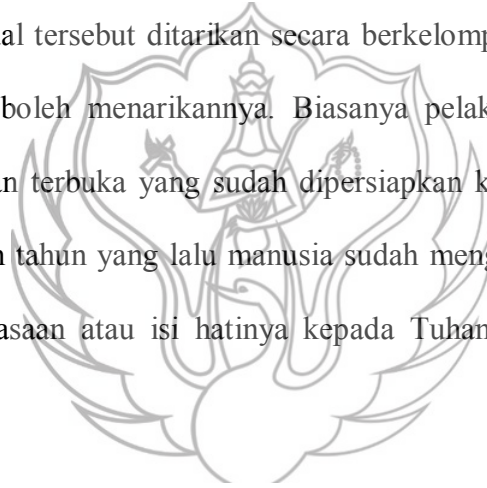 al tersebut ditarikan secara berkelomp
boleh menarikannya. Biasanya pelak
n terbuka yang sudah dipersiapkan k
n tahun yang lalu manusia sudah meng
asaan atau isi hatinya kepada Tuhan